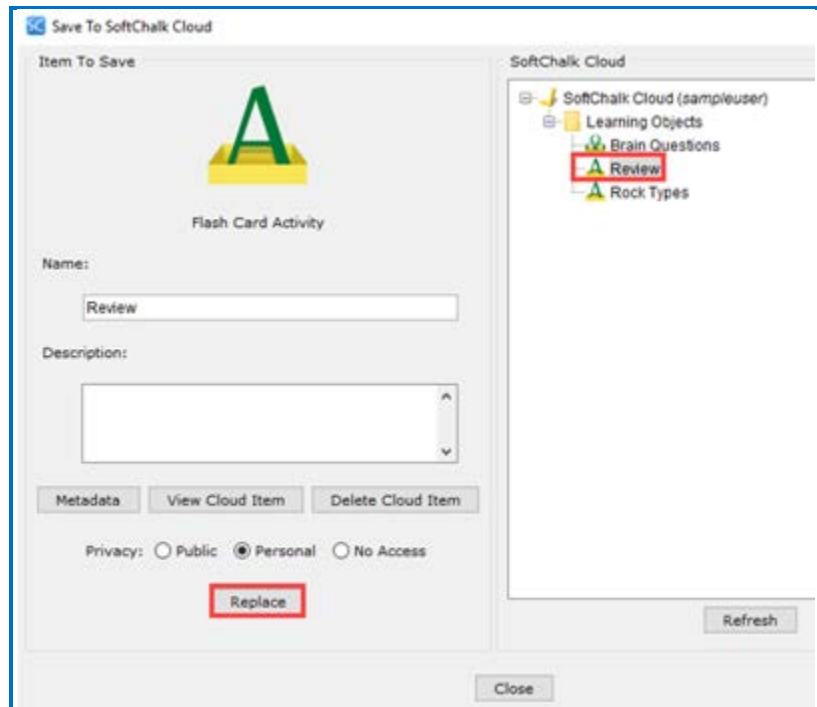 SC Save To SoftChalk Cloud
Item To Save
A
Flash Card Activity
Name:
Review
Description:
Metadata View Cloud Item Delete Cloud Item
Privacy: Public Personal No Access
Replace
SoftChalk Cloud
SoftChalk Cloud (sampleuser)
Learning Objects
Brain Questions
A Review
A Rock Types
Refresh
Close